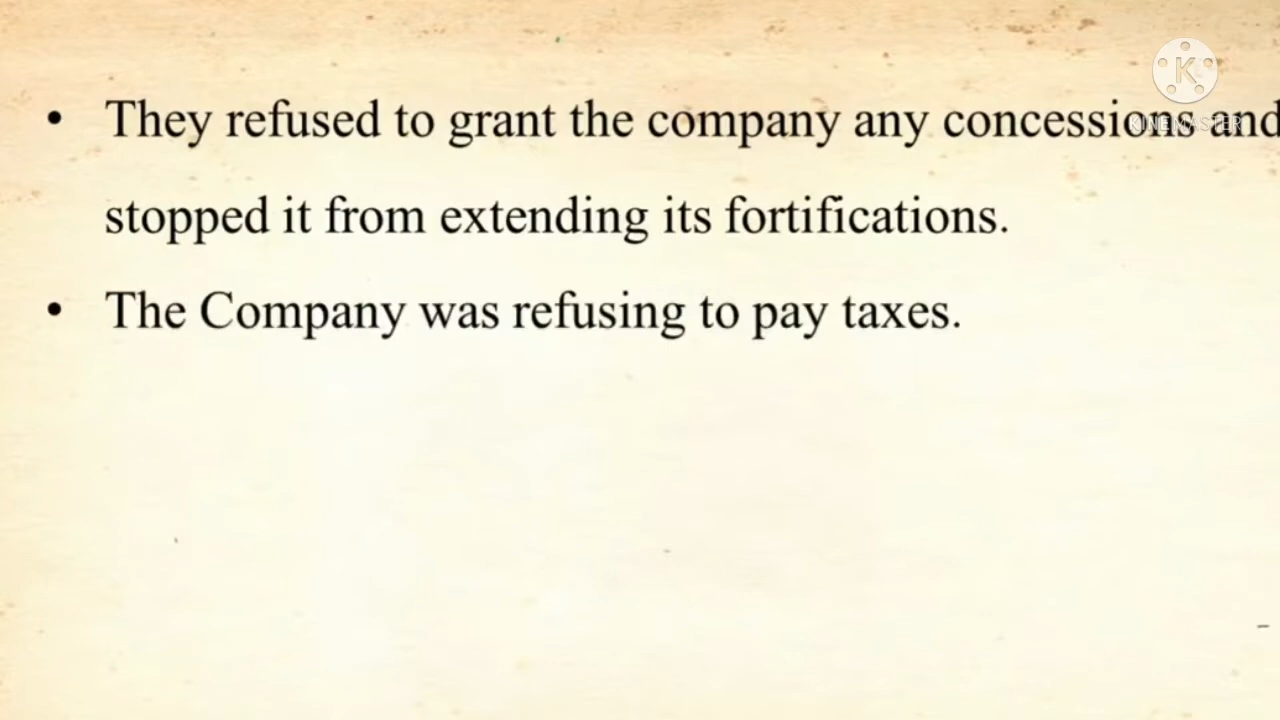 • They refused to grant the company any concessions and
stopped it from extending its fortifications.
• The Company was refusing to pay taxes.
K
KINEMASTER